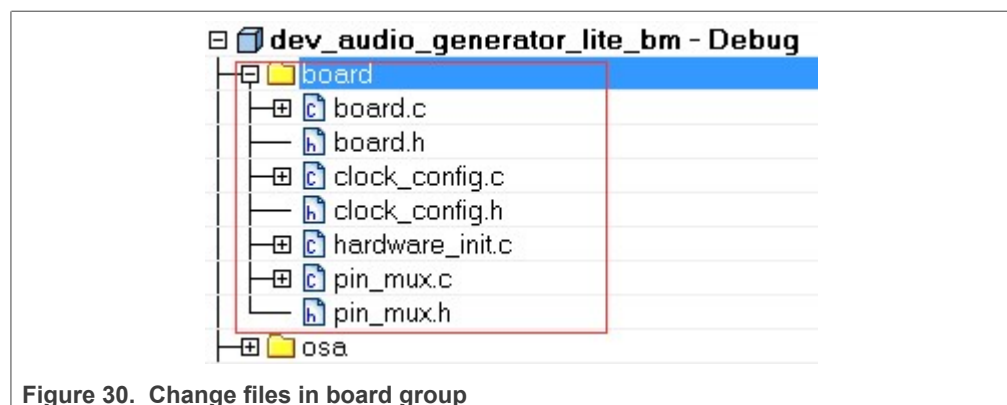 dev_audio_generator_lite_bm - Debug
board
c board.c
h board.h
c clock_config.c
h clock_config.h
c hardware_init.c
c pin_mux.c
h pin_mux.h
osa
Figure 30. Change files in board group